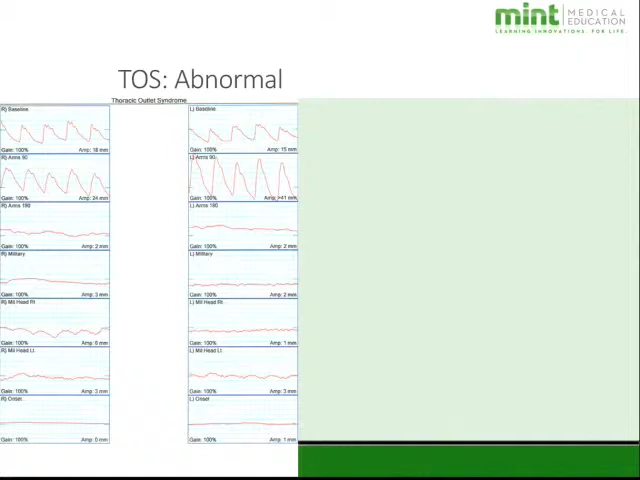 mint MEDICAL EDUCATION
LEARNING INNOVATIONS. FOR LIFE.
TOS: Abnormal
Thoracic Outlet Syndrome
R) Baseline
Gain: 100% Amp: 18 mm
L) Baseline
Gain: 100% Amp: 15 mm
R) Arms 90
Gain: 100% Amp: 24 mm
L) Arms 90
Gain: 100% Amp: >41 mm
R) Arms 180
Gain: 100% Amp: 2 mm
L) Arms 180
Gain: 100% Amp: 2 mm
R) Military
Gain: 100% Amp: 3 mm
L) Military
Gain: 100% Amp: 2 mm
R) Mil Head Rt
Gain: 100% Amp: 6 mm
L) Mil Head Rt
Gain: 100% Amp: 1 mm
R) Mil Head Lt
Gain: 100% Amp: 3 mm
L) Mil Head Lt
Gain: 100% Amp: 3 mm
R) Onset
Gain: 100% Amp: 0 mm
L) Onset
Gain: 100% Amp: 1 mm